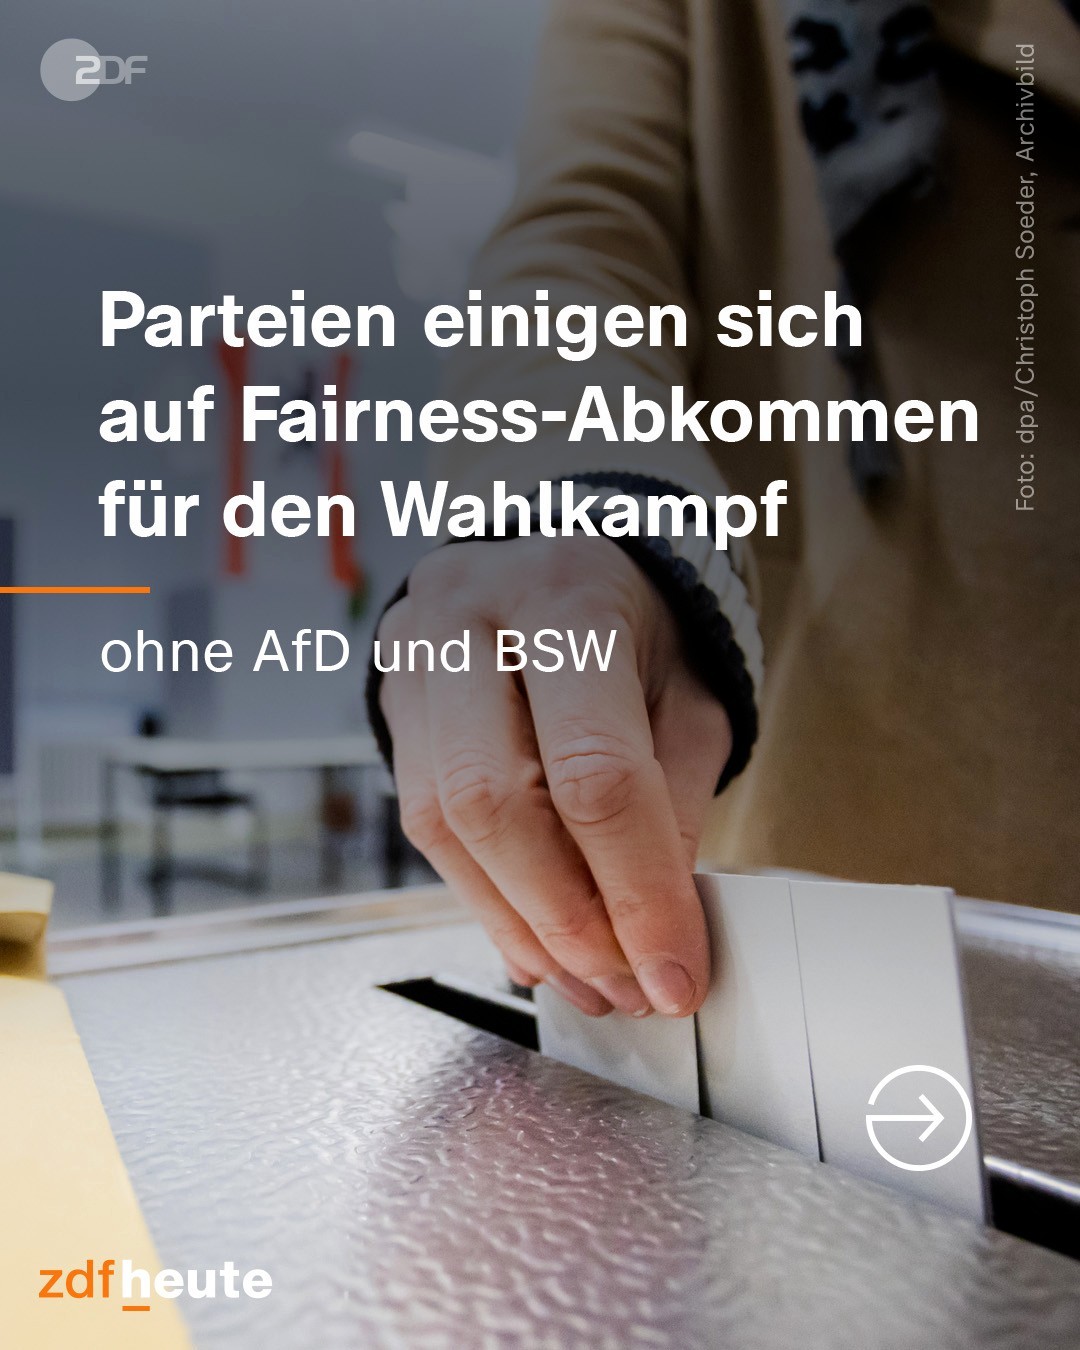 ZDF
Foto: dpa/Christoph Soeder, Archivbild
Parteien einigen sich
auf Fairness-Abkommen
für den Wahlkampf
ohne AfD und BSW
zdfheute